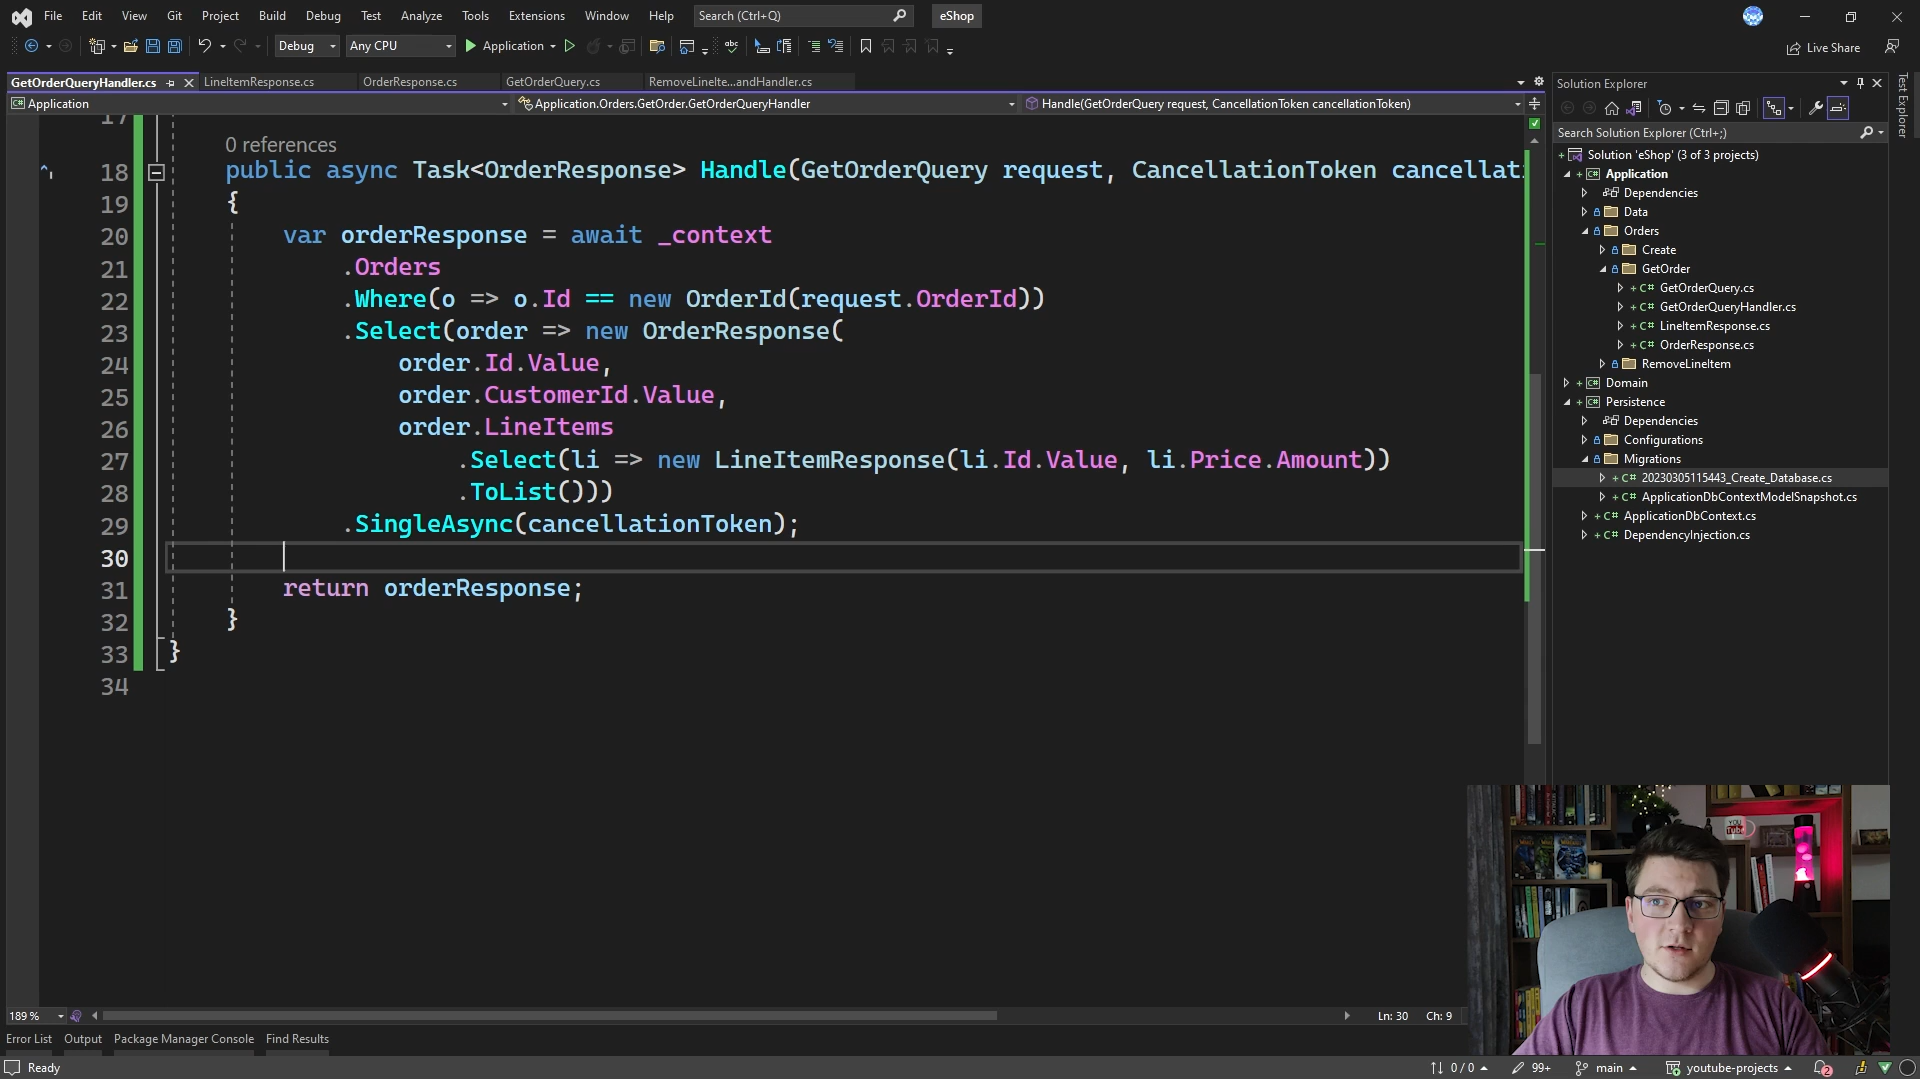 File Edit View Git Project Build Debug Test Analyze Tools Extensions Window Help Search (Ctrl+Q) eShop
Debug Any CPU Application Live Share
GetOrderQueryHandler.cs LineItemResponse.cs OrderResponse.cs GetOrderQuery.cs RemoveLineIte...andHandler.cs
Application Application.Orders.GetOrder.GetOrderQueryHandler Handle(GetOrderQuery request, CancellationToken cancellationToken)
17
0 references
18 public async Task<OrderResponse> Handle(GetOrderQuery request, CancellationToken cancellati
19 {
20 var orderResponse = await _context
21 .Orders
22 .Where(o => o.Id == new OrderId(request.OrderId))
23 .Select(order => new OrderResponse(
24 order.Id.Value,
25 order.CustomerId.Value,
26 order.LineItems
27 .Select(li => new LineItemResponse(li.Id.Value, li.Price.Amount))
28 .ToList()))
29 .SingleAsync(cancellationToken);
30
31 return orderResponse;
32 }
33 }
34
189 % Ln: 30 Ch: 9
Error List Output Package Manager Console Find Results
Ready 0 / 0 99+ main youtube-projects 2
Solution Explorer
Search Solution Explorer (Ctrl+;)
Solution 'eShop' (3 of 3 projects)
Application
Dependencies
Data
Orders
Create
GetOrder
GetOrderQuery.cs
GetOrderQueryHandler.cs
LineItemResponse.cs
OrderResponse.cs
RemoveLineItem
Domain
Persistence
Dependencies
Configurations
Migrations
20230305115443_Create_Database.cs
ApplicationDbContextModelSnapshot.cs
ApplicationDbContext.cs
DependencyInjection.cs
Test Explorer
YOU
Tube